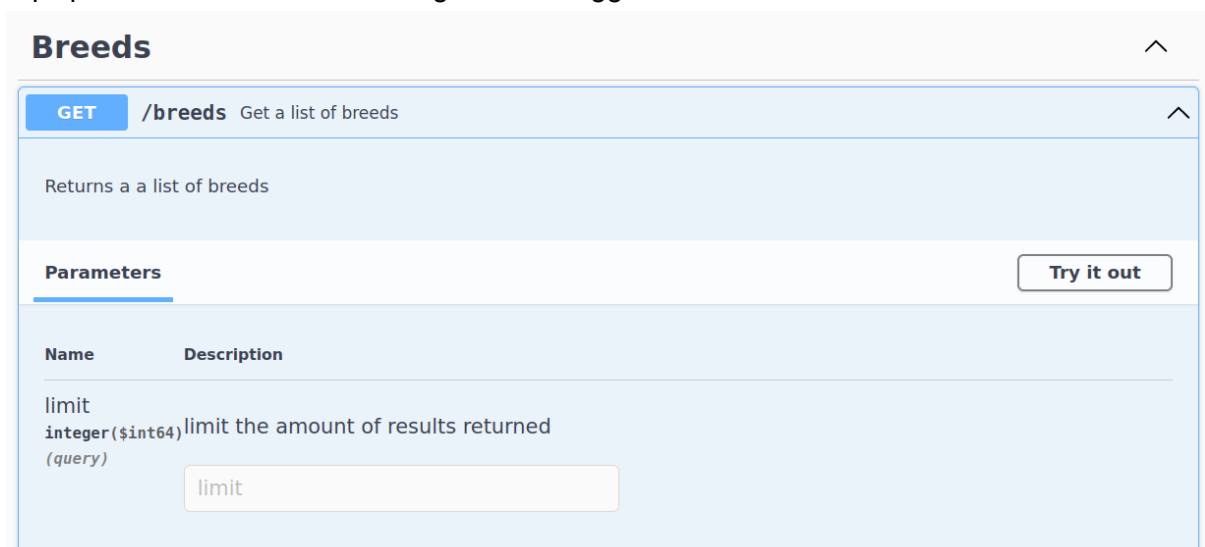 Breeds
GET /breeds Get a list of breeds
Returns a a list of breeds
Parameters
Try it out
Name Description
limit
integer($int64)
(query)
limit the amount of results returned
limit